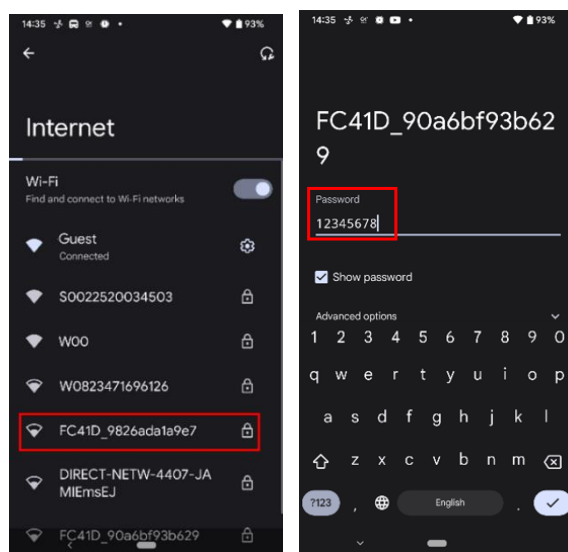 14:35
93%
Internet
Wi-Fi
Find and connect to Wi-Fi networks
Guest
Connected
S0022520034503
W00
W0823471696126
FC41D_9826ada1a9e7
DIRECT-NETW-4407-JA
MIEmsEJ
FC41D_90a6bf93b629
14:35
93%
FC41D_90a6bf93b62
9
Password
12345678
Show password
Advanced options
1 2 3 4 5 6 7 8 9 0
q w e r t y u i o p
a s d f g h j k l
z x c v b n m
?123 , English .